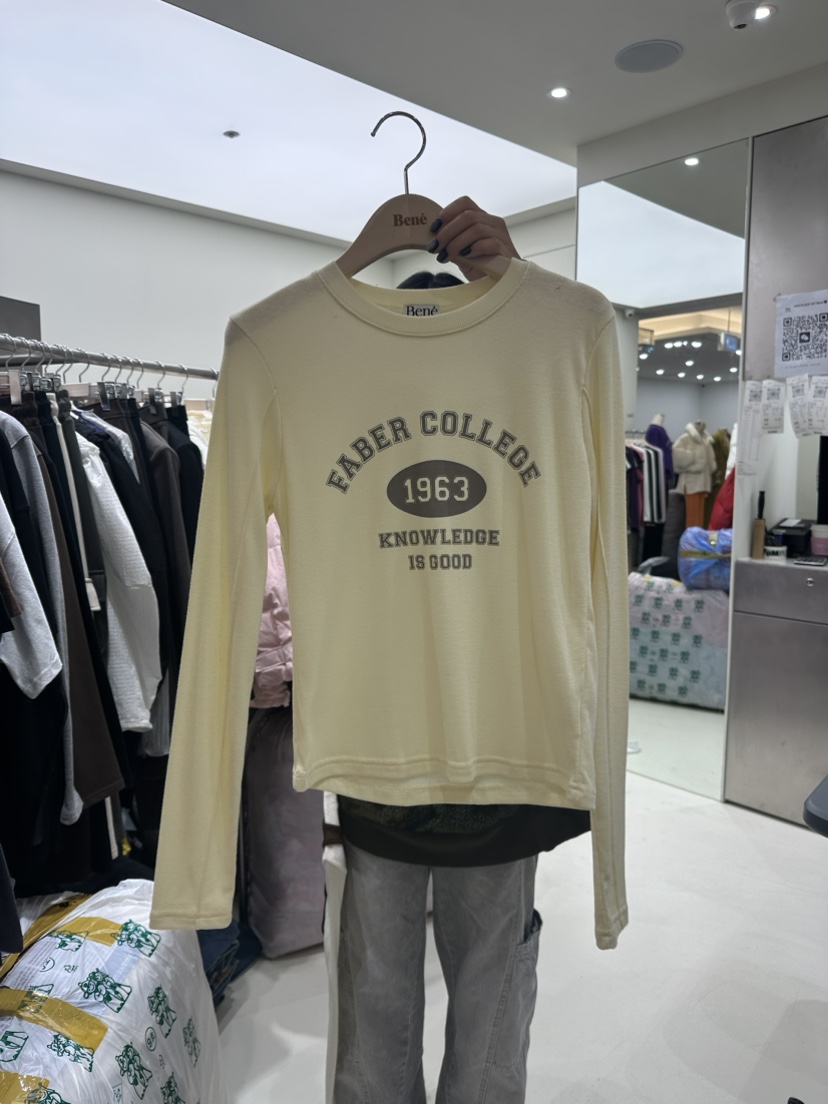 Bené
Bené
FABER COLLEGE
1963
KNOWLEDGE
IS GOOD